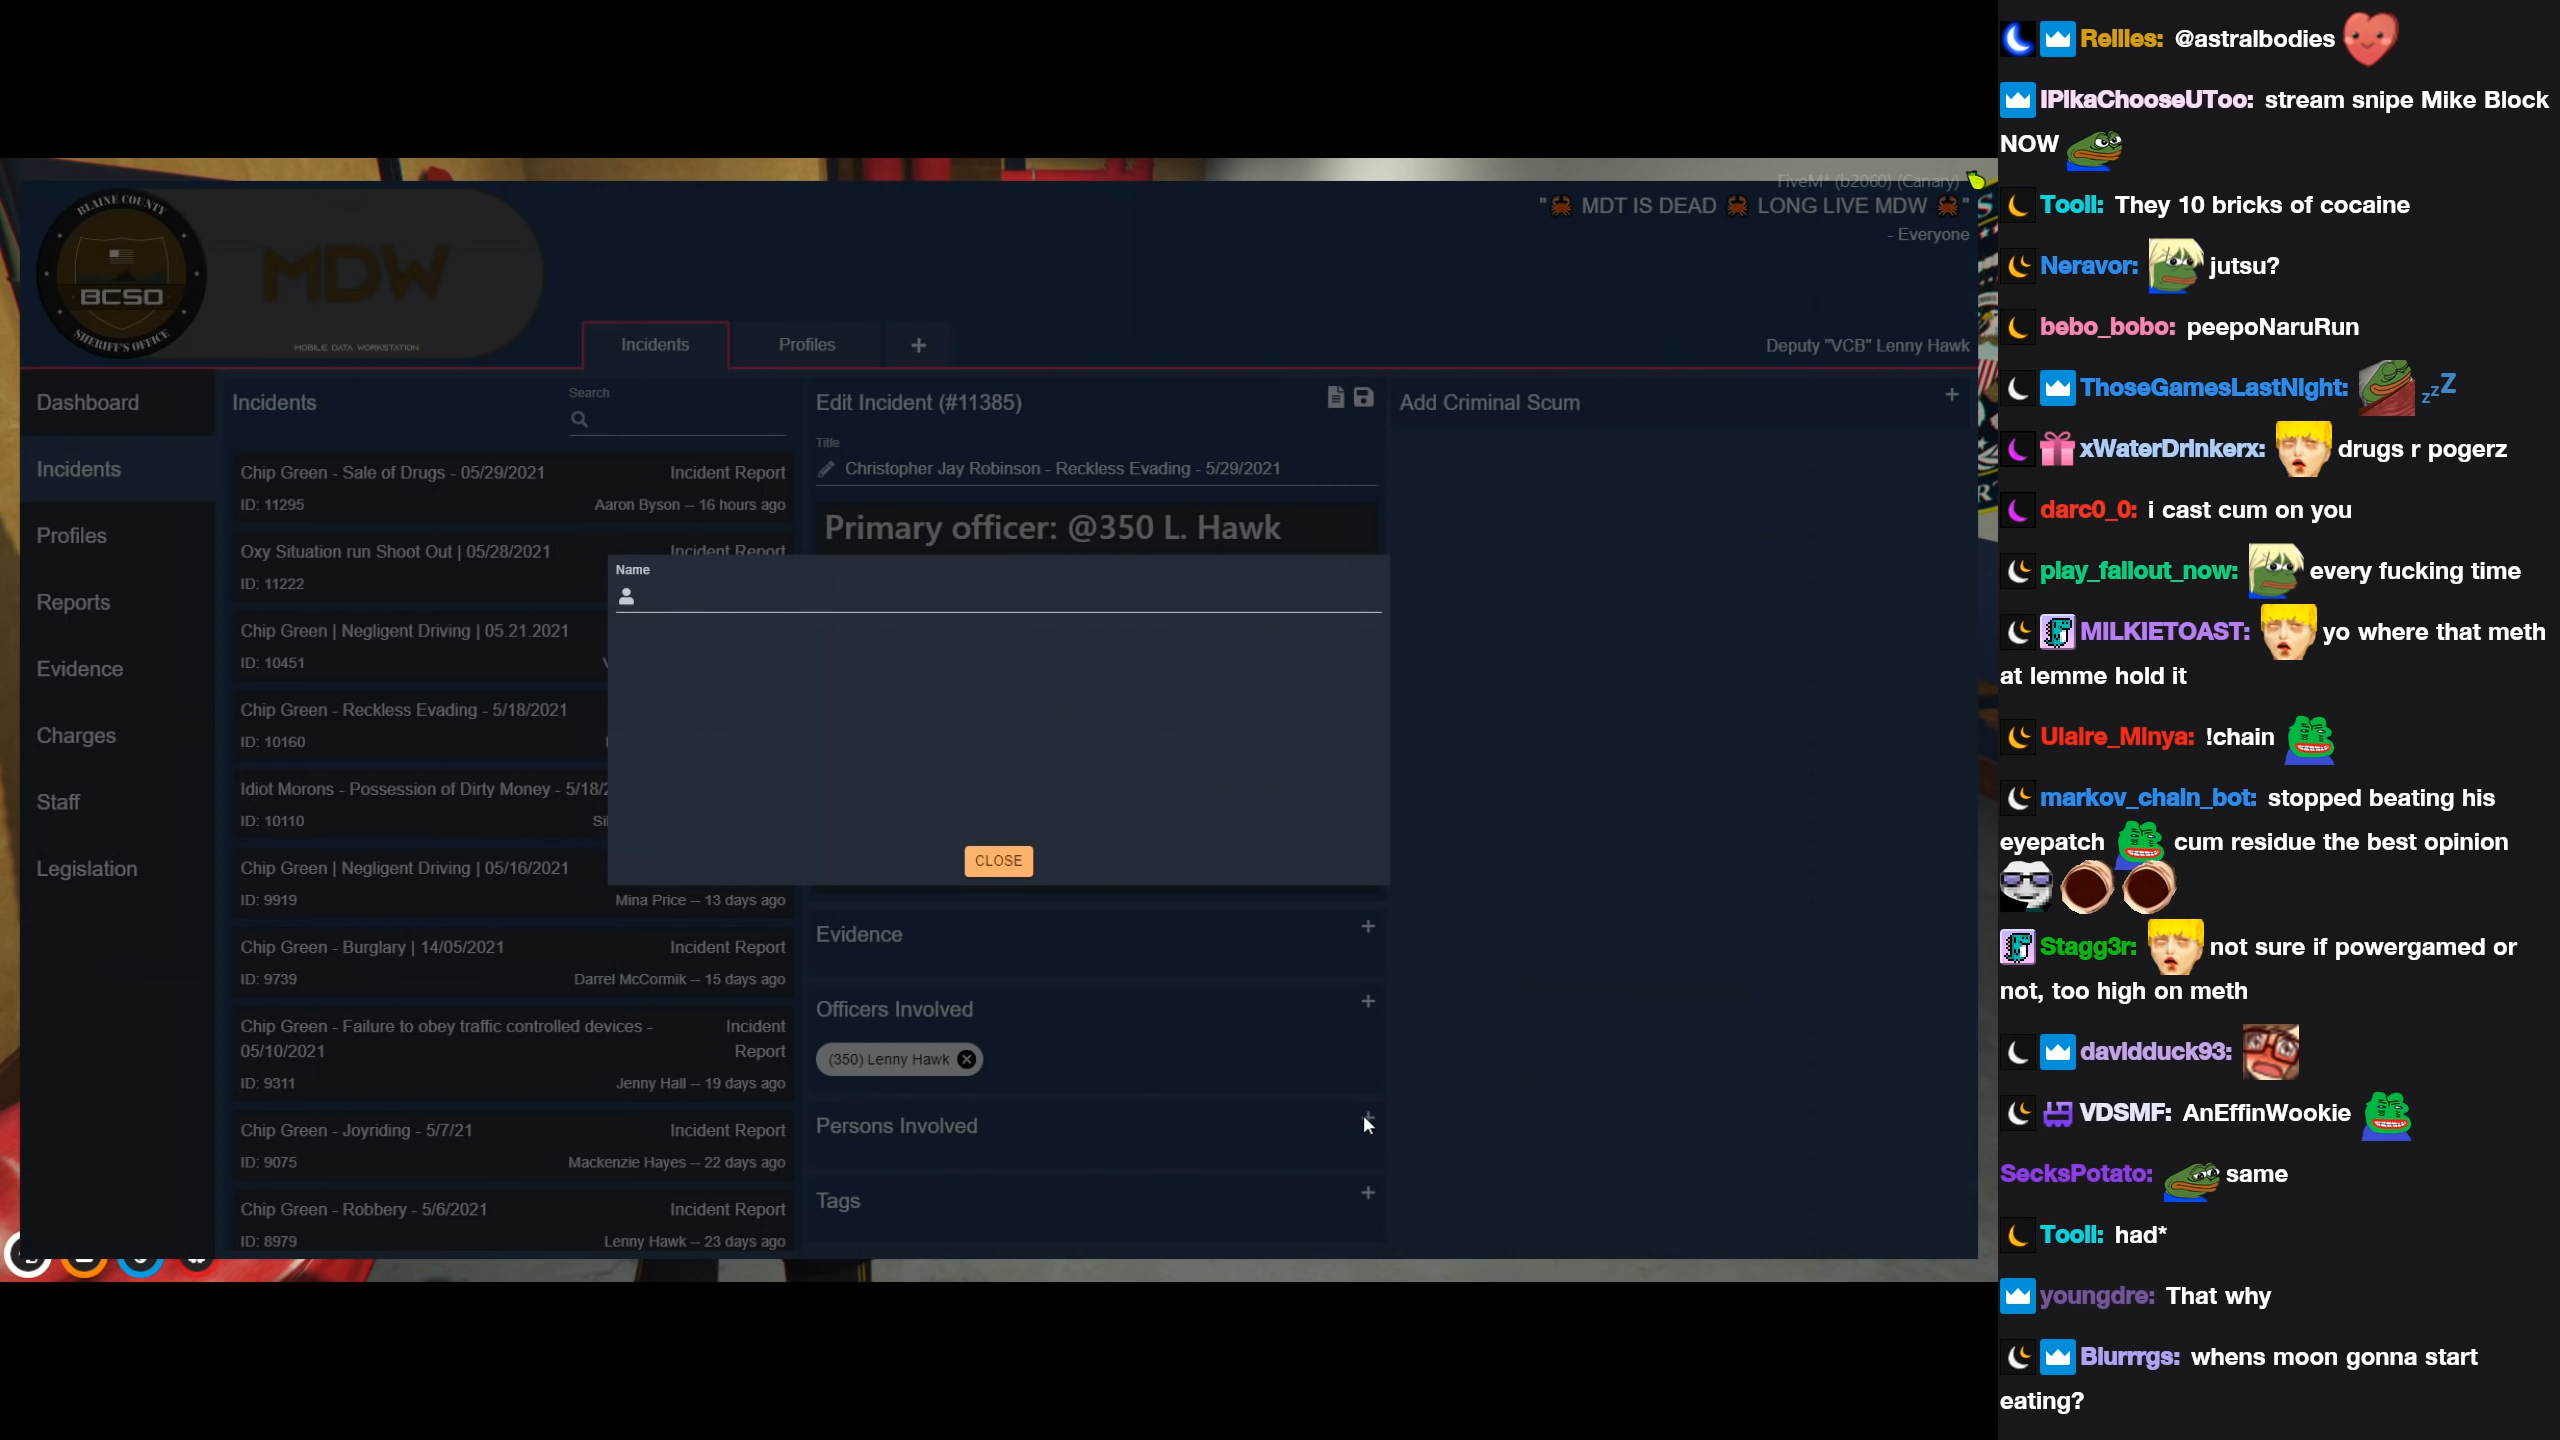 FiveM* (b2060) (Canary)
" MDT IS DEAD LONG LIVE MDW "
- Everyone
BLAINE COUNTY
BCSO
SHERIFF'S OFFICE
MDW
MOBILE DATA WORKSTATION
Incidents
Profiles
+
Deputy "VCB" Lenny Hawk
Dashboard
Incidents
Profiles
Reports
Evidence
Charges
Staff
Legislation
Incidents
Search
Chip Green - Sale of Drugs - 05/29/2021
Incident Report
ID: 11295
Aaron Byson -- 16 hours ago
Oxy Situation run Shoot Out | 05/28/2021
Incident Report
ID: 11222
Chip Green | Negligent Driving | 05.21.2021
ID: 10451
Chip Green - Reckless Evading - 5/18/2021
ID: 10160
Idiot Morons - Possession of Dirty Money - 5/18/2
ID: 10110
Chip Green | Negligent Driving | 05/16/2021
ID: 9919
Mina Price -- 13 days ago
Chip Green - Burglary | 14/05/2021
Incident Report
ID: 9739
Darrel McCormik -- 15 days ago
Chip Green - Failure to obey traffic controlled devices -
05/10/2021
Incident
Report
ID: 9311
Jenny Hall -- 19 days ago
Chip Green - Joyriding - 5/7/21
Incident Report
ID: 9075
Mackenzie Hayes -- 22 days ago
Chip Green - Robbery - 5/6/2021
Incident Report
ID: 8979
Lenny Hawk -- 23 days ago
Edit Incident (#11385)
Title
Christopher Jay Robinson - Reckless Evading - 5/29/2021
Primary officer: @350 L. Hawk
Name
CLOSE
Evidence
+
Officers Involved
+
(350) Lenny Hawk
Persons Involved
+
Tags
+
Add Criminal Scum
+
Rellies: @astralbodies
IPIkaChooseUToo: stream snipe Mike Block
NOW
Tooll: They 10 bricks of cocaine
Neravor: jutsu?
bebo_bobo: peepoNaruRun
ThoseGamesLastNIght: zzZ
xWaterDrinkerx: drugs r pogerz
darc0_0: i cast cum on you
play_fallout_now: every fucking time
MILKIETOAST: yo where that meth
at lemme hold it
Ulaire_Minya: !chain
markov_chain_bot: stopped beating his
eyepatch cum residue the best opinion
Stagg3r: not sure if powergamed or
not, too high on meth
davidduck93:
VDSMF: AnEffinWookie
SecksPotato: same
Tooll: had*
youngdre: That why
Blurrrgs: whens moon gonna start
eating?